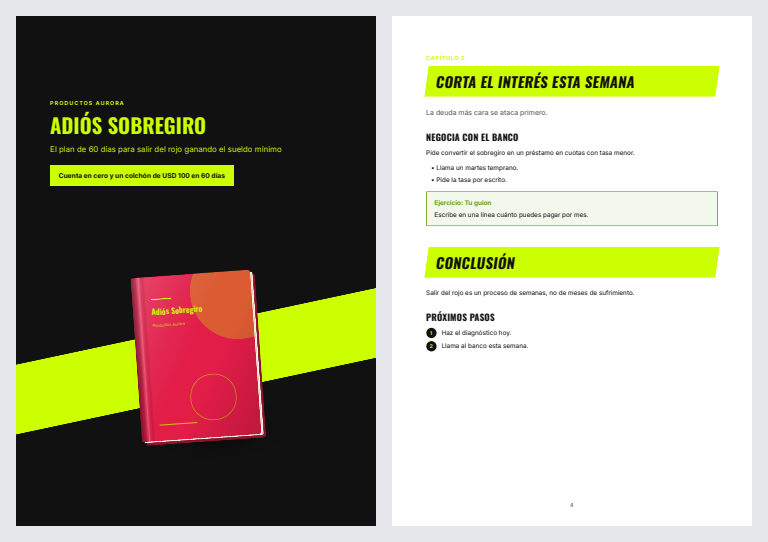 PRODUCTOS AURORA
ADIÓS SOBREGIRO
El plan de 60 días para salir del rojo ganando el sueldo mínimo
Cuenta en cero y un colchón de USD 100 en 60 días
Adiós Sobregiro
Productos Aurora
CAPÍTULO 2
CORTA EL INTERÉS ESTA SEMANA
La deuda más cara se ataca primero.
NEGOCIA CON EL BANCO
Pide convertir el sobregiro en un préstamo en cuotas con tasa menor.
• Llama un martes temprano.
• Pide la tasa por escrito.
Ejercicio: Tu guion
Escribe en una línea cuánto puedes pagar por mes.
CONCLUSIÓN
Salir del rojo es un proceso de semanas, no de meses de sufrimiento.
PRÓXIMOS PASOS
1 Haz el diagnóstico hoy.
2 Llama al banco esta semana.
4